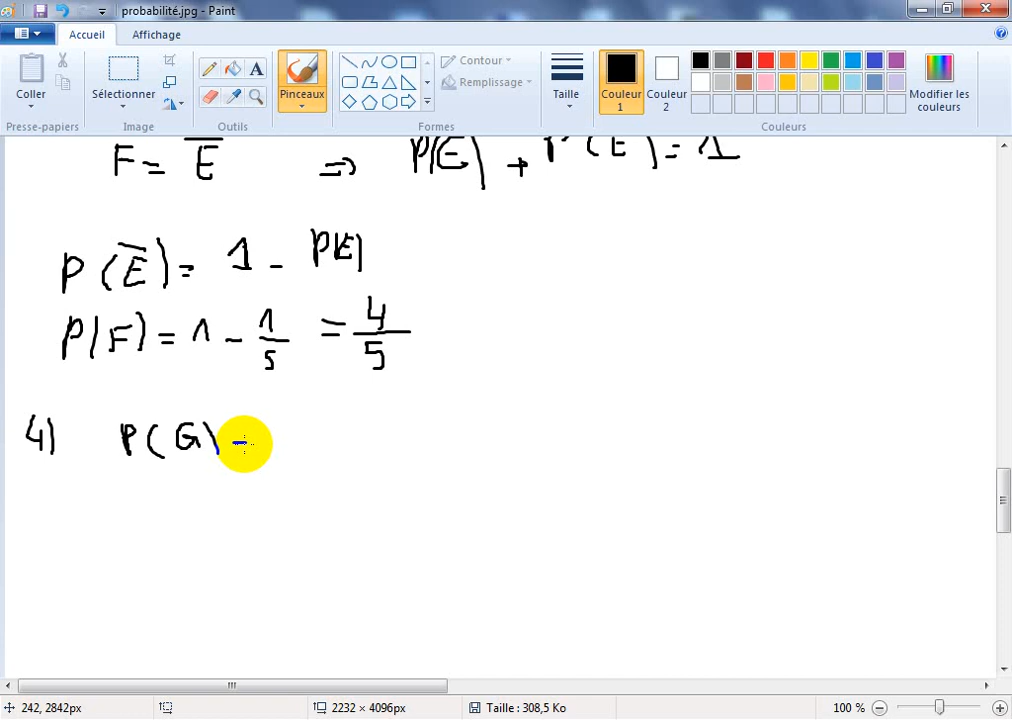 probabilité.jpg - Paint
Accueil Affichage
Coller
Sélectionner
Pinceaux
Contour
Remplissage
Taille
Couleur 1
Couleur 2
Modifier les couleurs
Presse-papiers Image Outils Formes Couleurs
F = E̅ ⇒ P(E) + P(E̅) = 1
P(E̅) = 1 - P(E)
P(F) = 1 - 1/5 = 4/5
4) P(G) -
242, 2842px 2232 × 4096px Taille : 308,5 Ko 100 %